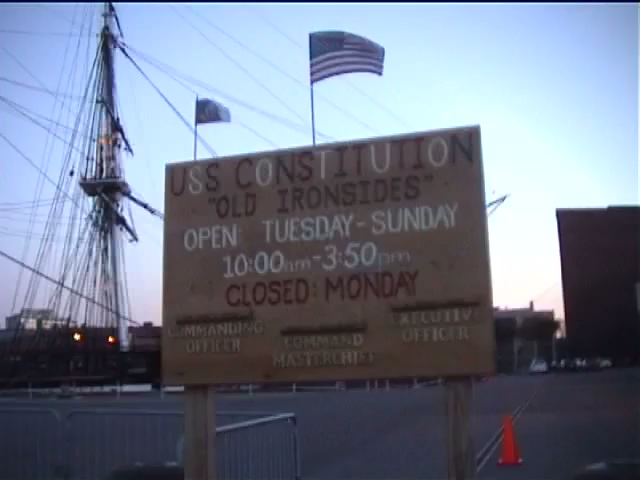 USS CONSTITUTION
"OLD IRONSIDES"
OPEN: TUESDAY-SUNDAY
10:00am-3:50pm
CLOSED: MONDAY
COMMANDING OFFICER
COMMAND MASTERCHIEF
EXECUTIVE OFFICER